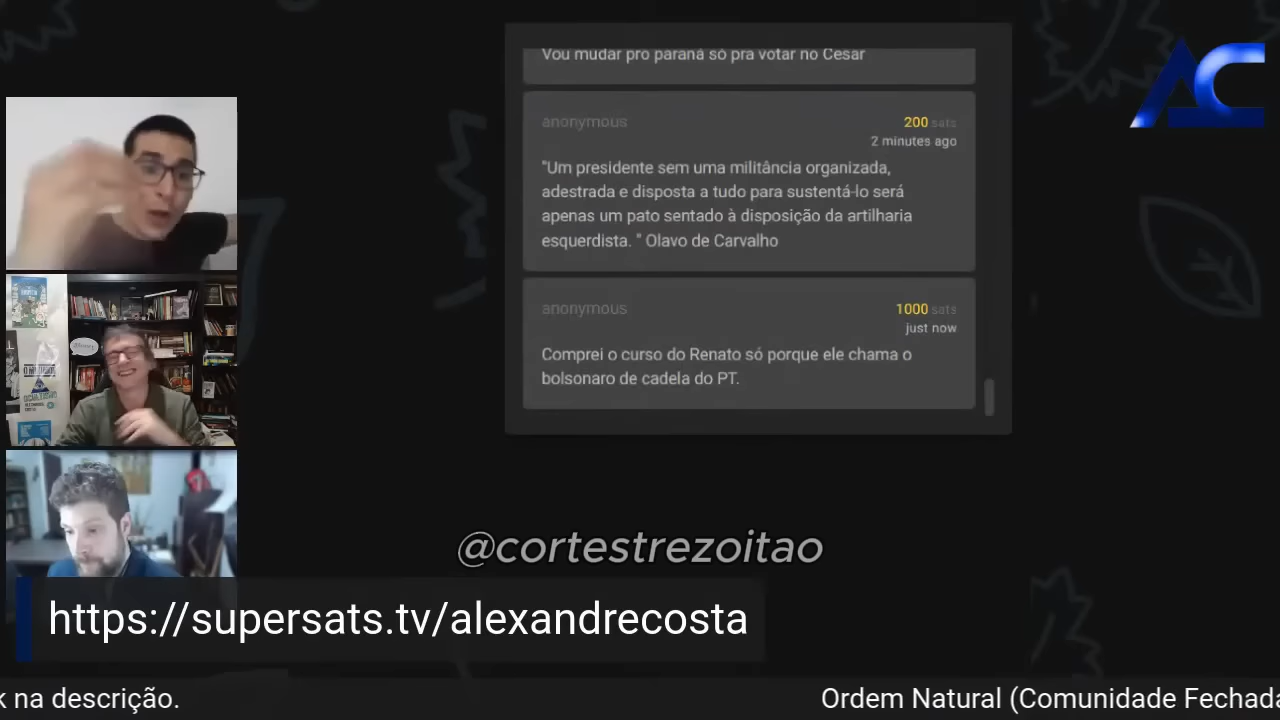 Vou mudar pro paraná só pra votar no Cesar
anonymous
200 sats
2 minutes ago
"Um presidente sem uma militância organizada,
adestrada e disposta a tudo para sustentá-lo será
apenas um pato sentado à disposição da artilharia
esquerdista. " Olavo de Carvalho
anonymous
1000 sats
just now
Comprei o curso do Renato só porque ele chama o
bolsonaro de cadela do PT.
AC
@cortestrezoitao
https://supersats.tv/alexandrecosta
k na descrição.
Ordem Natural (Comunidade Fechada